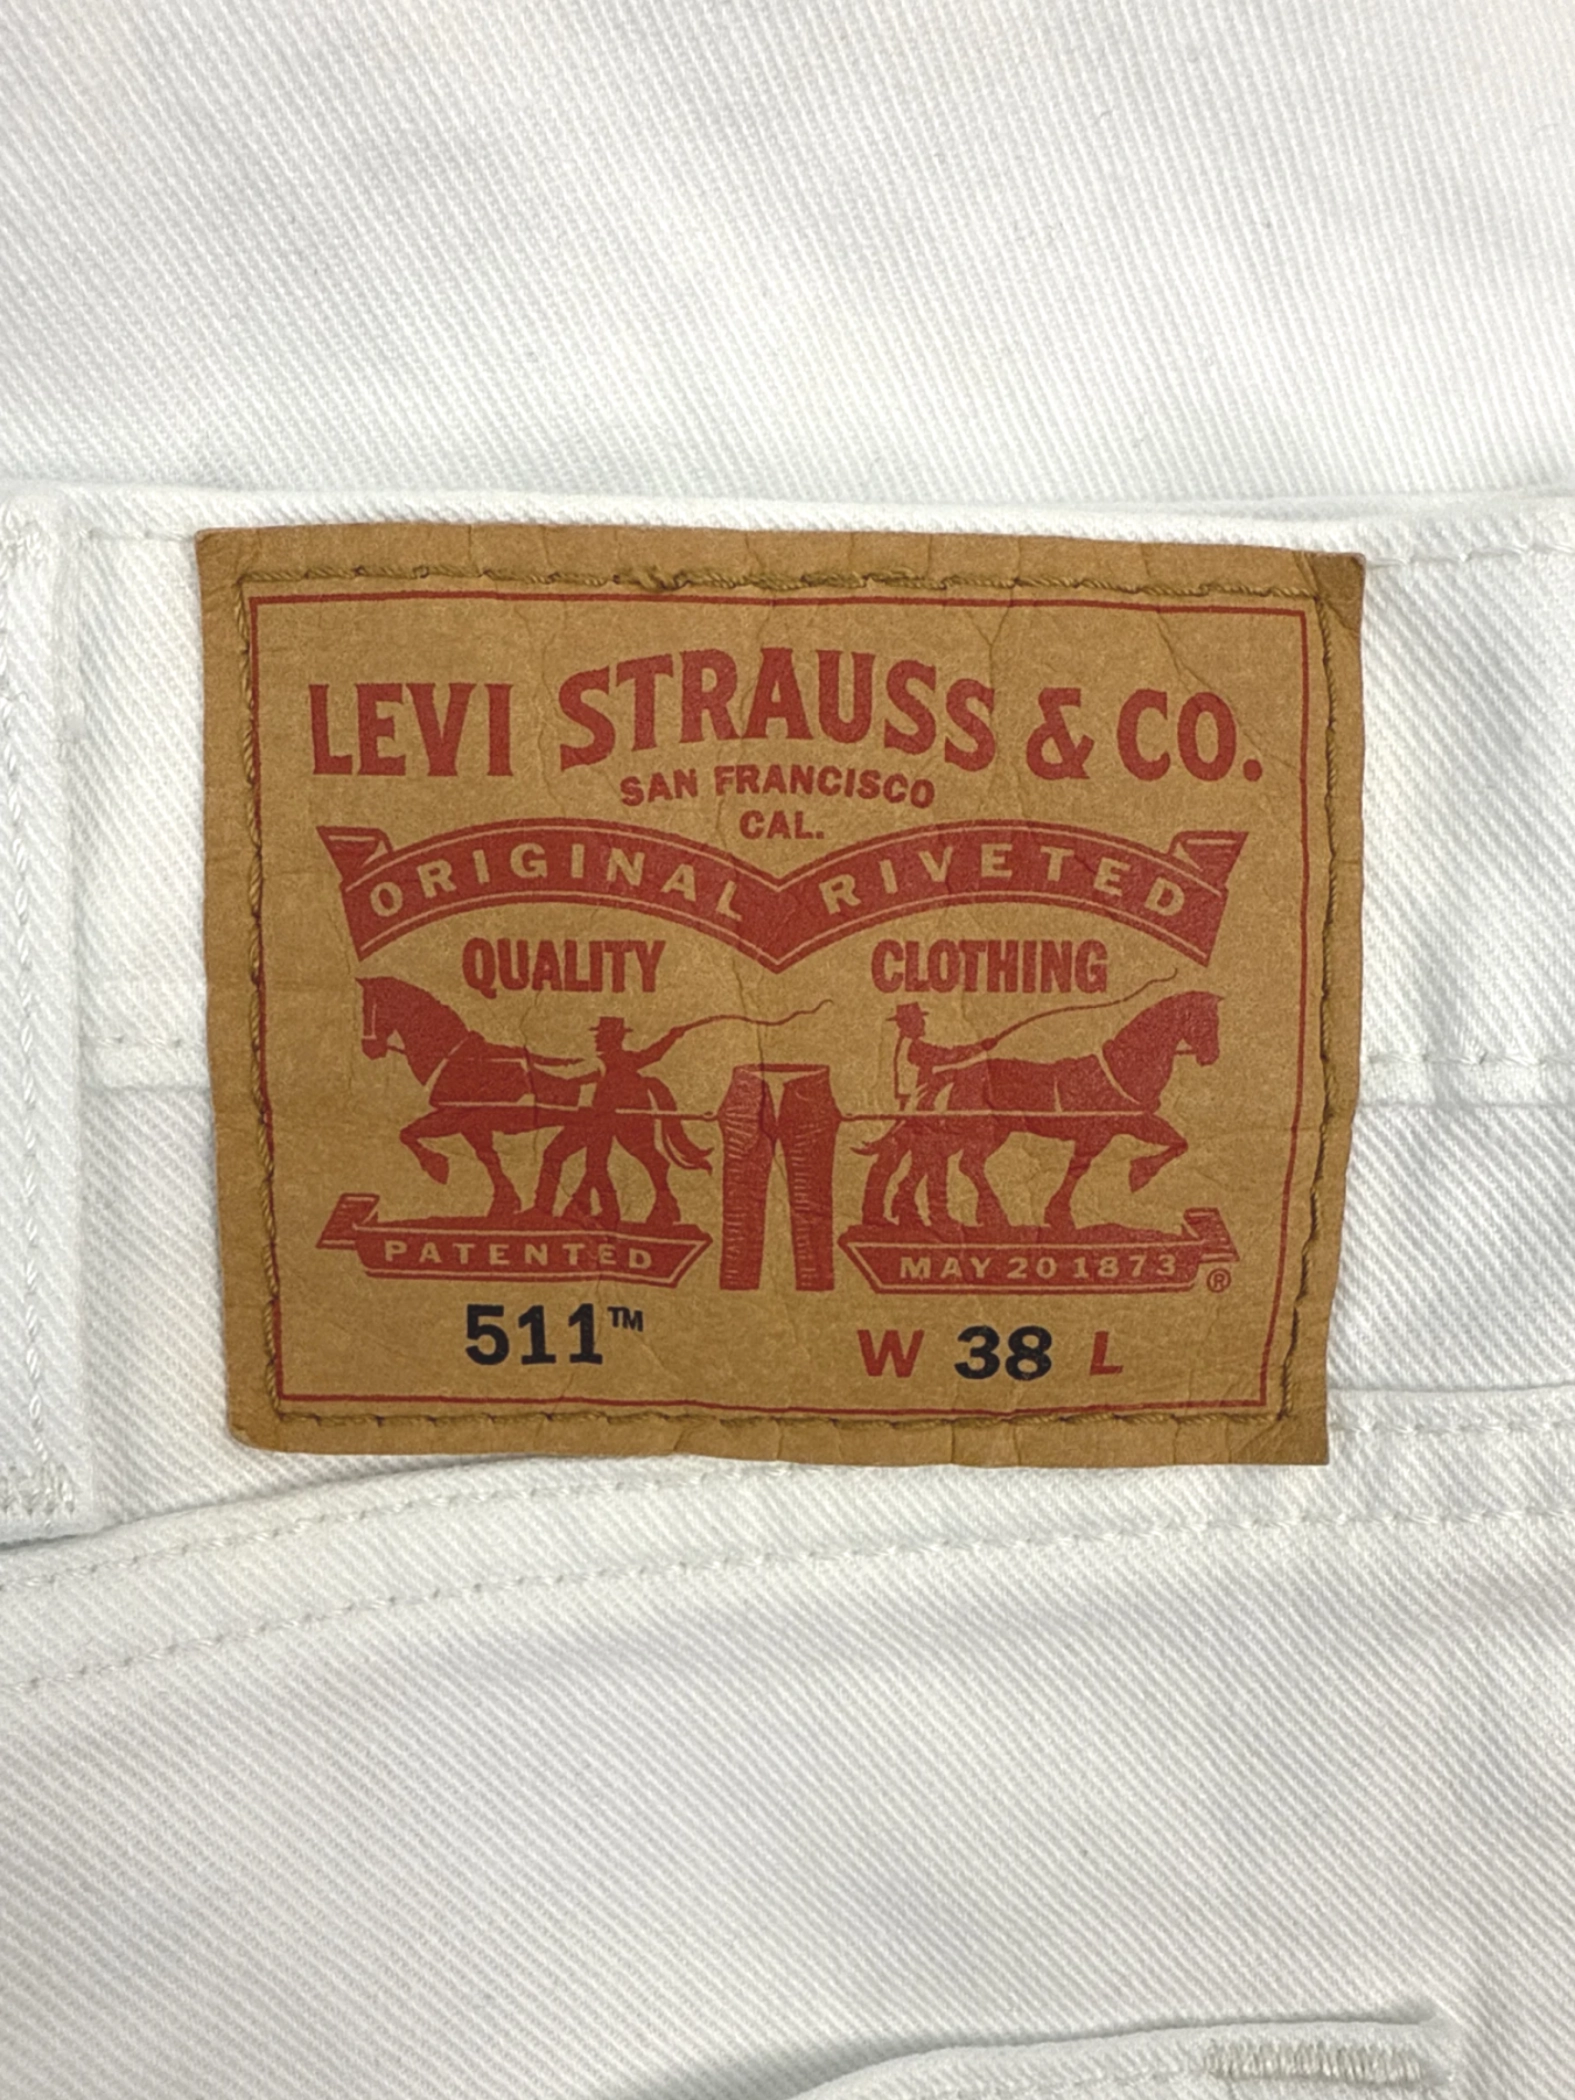 LEVI STRAUSS & CO.
SAN FRANCISCO
CAL.
ORIGINAL RIVETED
QUALITY CLOTHING
PATENTED MAY 20 1873 ®
511™ W 38 L